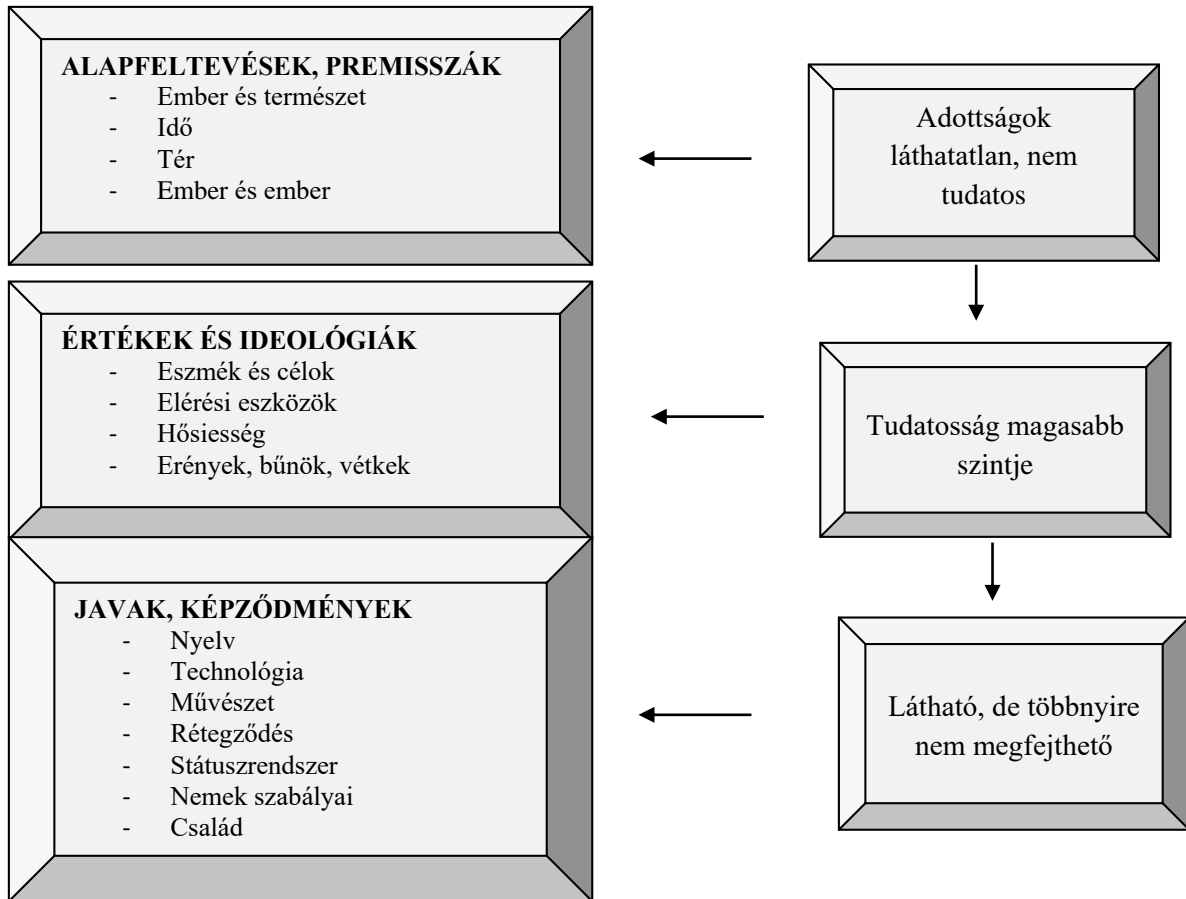 ALAPFELTEVÉSEK, PREMISSZÁK
- Ember és természet
- Idő
- Tér
- Ember és ember
Adottságok
láthatatlan, nem
tudatos
ÉRTÉKEK ÉS IDEOLÓGIÁK
- Eszmék és célok
- Elérési eszközök
- Hősiesség
- Erények, bűnök, vétkek
Tudatosság magasabb
szintje
JAVAK, KÉPZŐDMÉNYEK
- Nyelv
- Technológia
- Művészet
- Rétegződés
- Státuszrendszer
- Nemek szabályai
- Család
Látható, de többnyire
nem megfejthető